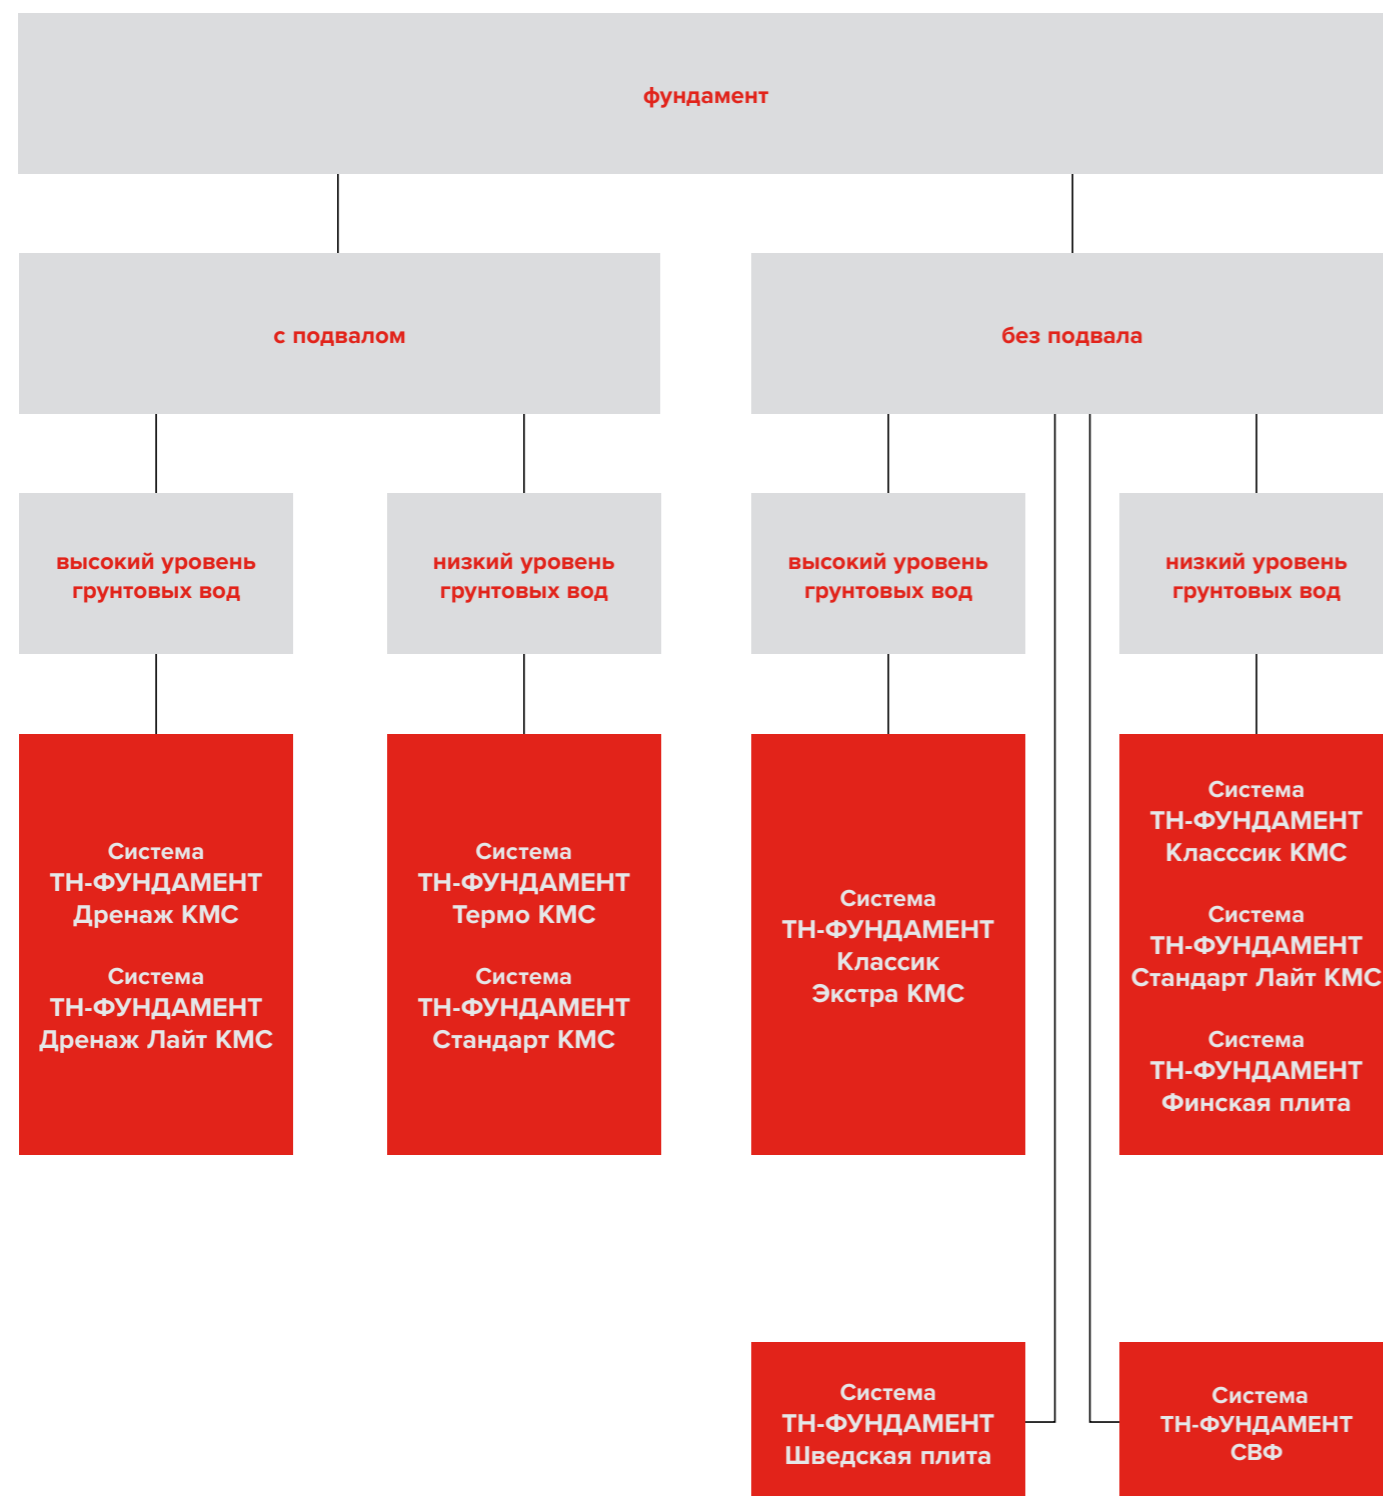 фундамент
с подвалом
без подвала
высокий уровень
грунтовых вод
низкий уровень
грунтовых вод
высокий уровень
грунтовых вод
низкий уровень
грунтовых вод
Система
ТН-ФУНДАМЕНТ
Дренаж КМС
Система
ТН-ФУНДАМЕНТ
Дренаж Лайт КМС
Система
ТН-ФУНДАМЕНТ
Термо КМС
Система
ТН-ФУНДАМЕНТ
Стандарт КМС
Система
ТН-ФУНДАМЕНТ
Классик
Экстра КМС
Система
ТН-ФУНДАМЕНТ
Класссик КМС
Система
ТН-ФУНДАМЕНТ
Стандарт Лайт КМС
Система
ТН-ФУНДАМЕНТ
Финская плита
Система
ТН-ФУНДАМЕНТ
Шведская плита
Система
ТН-ФУНДАМЕНТ
СВФ